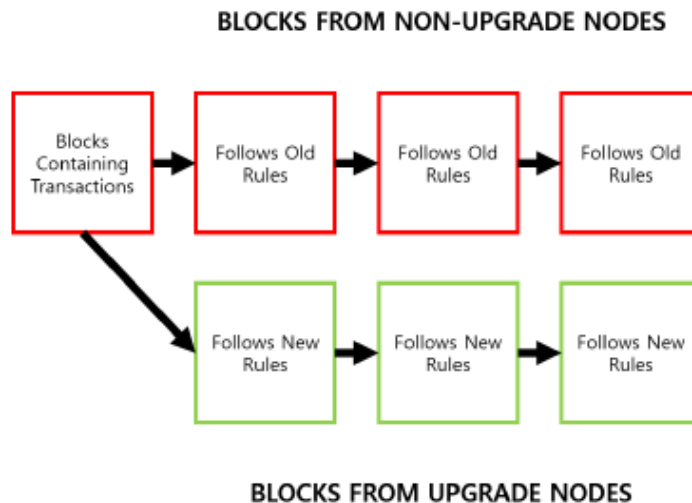 BLOCKS FROM NON-UPGRADE NODES
Blocks
Containing
Transactions
Follows Old
Rules
Follows Old
Rules
Follows Old
Rules
Follows New
Rules
Follows New
Rules
Follows New
Rules
BLOCKS FROM UPGRADE NODES